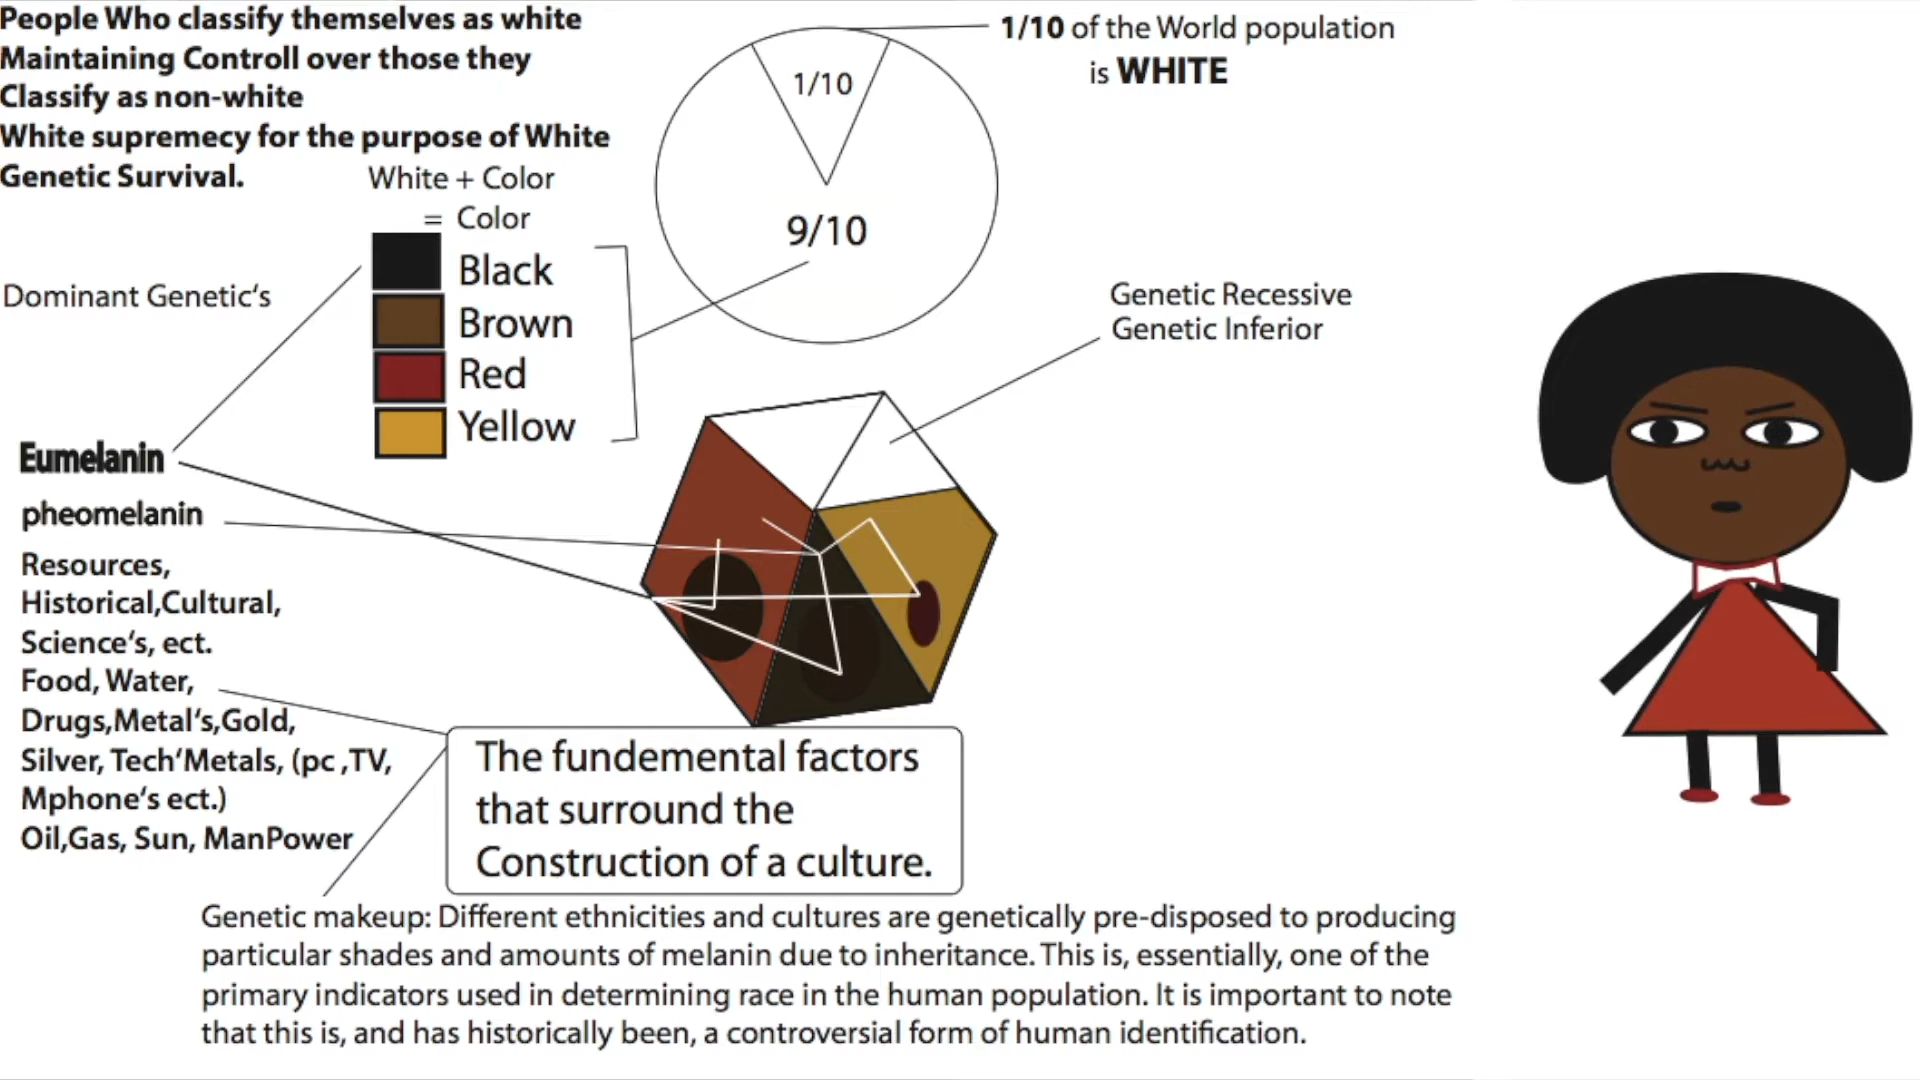 People Who classify themselves as white
Maintaining Controll over those they
Classify as non-white
White supremecy for the purpose of White
Genetic Survival.
White + Color
= Color
Black
Brown
Red
Yellow
Dominant Genetic‘s
1/10
9/10
1/10 of the World population
is WHITE
Genetic Recessive
Genetic Inferior
Eumelanin
pheomelanin
Resources,
Historical,Cultural,
Science‘s, ect.
Food, Water,
Drugs,Metal‘s,Gold,
Silver, Tech‘Metals, (pc ,TV,
Mphone‘s ect.)
Oil,Gas, Sun, ManPower
The fundemental factors
that surround the
Construction of a culture.
Genetic makeup: Different ethnicities and cultures are genetically pre-disposed to producing
particular shades and amounts of melanin due to inheritance. This is, essentially, one of the
primary indicators used in determining race in the human population. It is important to note
that this is, and has historically been, a controversial form of human identification.